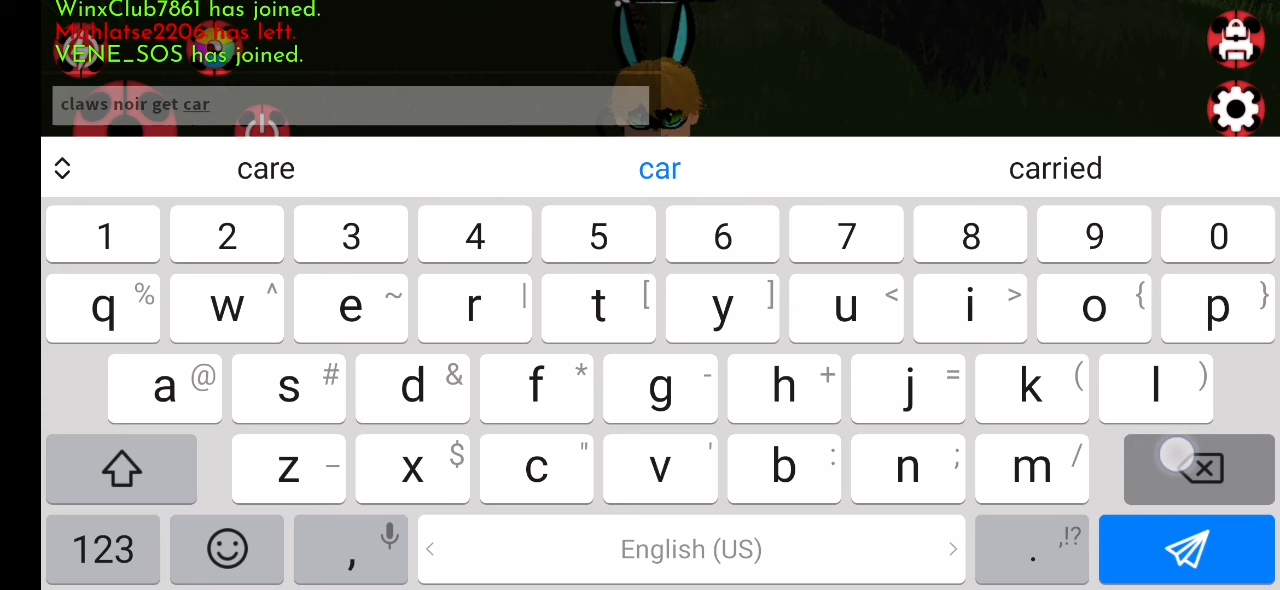 WinxClub7861 has joined.
Mahlatse2206 has left.
VENE_SOS has joined.
claws noir get car
care car carried
1 2 3 4 5 6 7 8 9 0
q % w ^ e ~ r | t [ y ] u < i > o { p }
a @ s # d & f * g - h + j = k ( l )
z _ x $ c " v ' b : n ; m /
123 , < English (US) > . ,!?